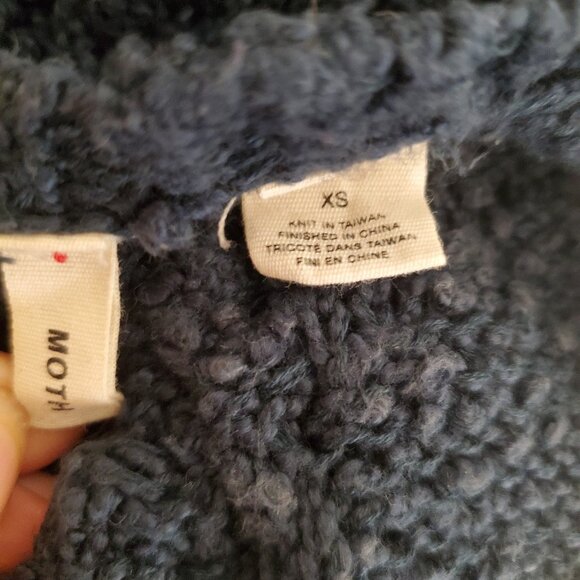 XS
KNIT IN TAIWAN
FINISHED IN CHINA
TRICOTÉ DANS TAIWAN
FINI EN CHINE
MOTH